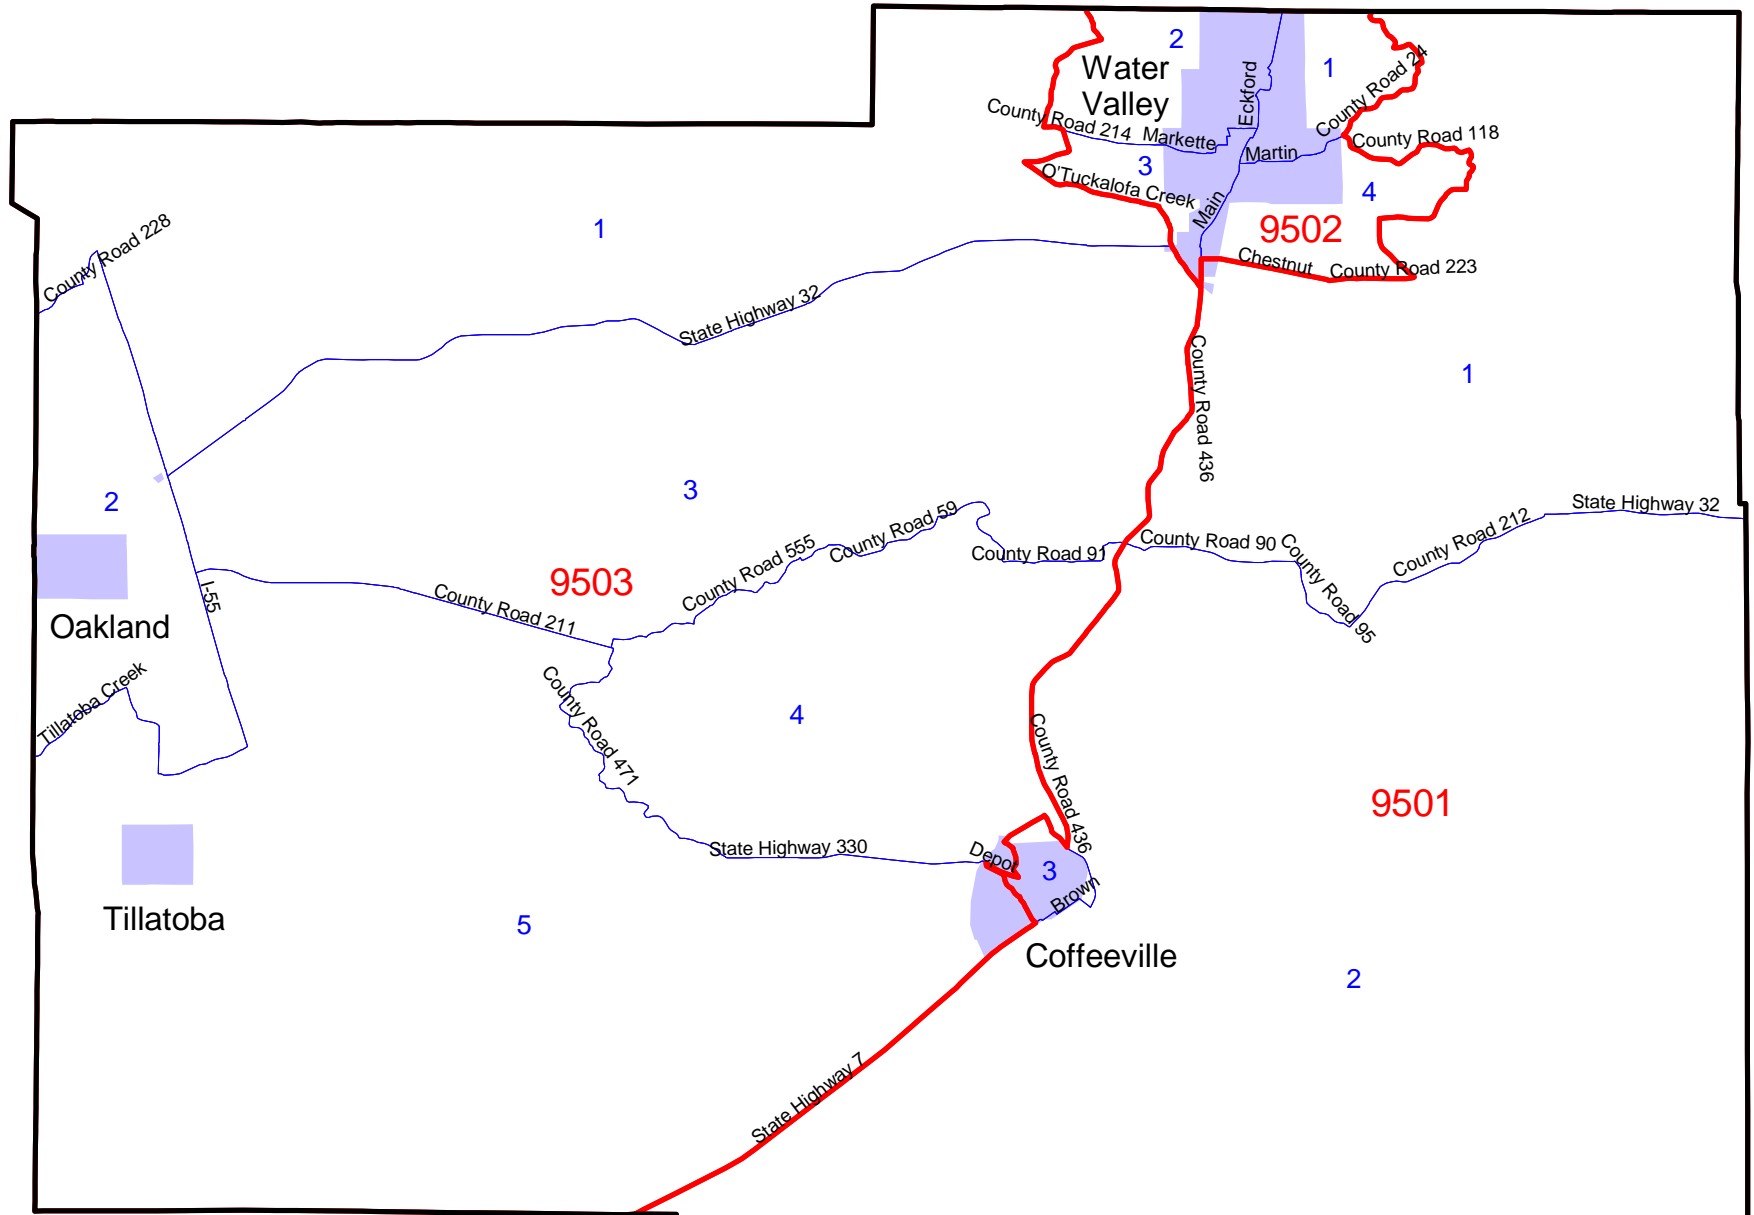 2
Water
Valley
Eckford
1
County Road 24
County Road 214
Markette
Martin
County Road 118
3
O'Tuckalofa Creek
Main
4
9502
Chestnut
County Road 223
County Road 228
1
State Highway 32
County Road 436
1
2
3
State Highway 32
County Road 212
County Road 59
County Road 555
County Road 91
County Road 90
County Road 95
9503
I-55
County Road 211
Oakland
Tillatoba Creek
County Road 471
4
County Road 436
9501
State Highway 330
Depot
3
Brown
Tillatoba
5
Coffeeville
2
State Highway 7